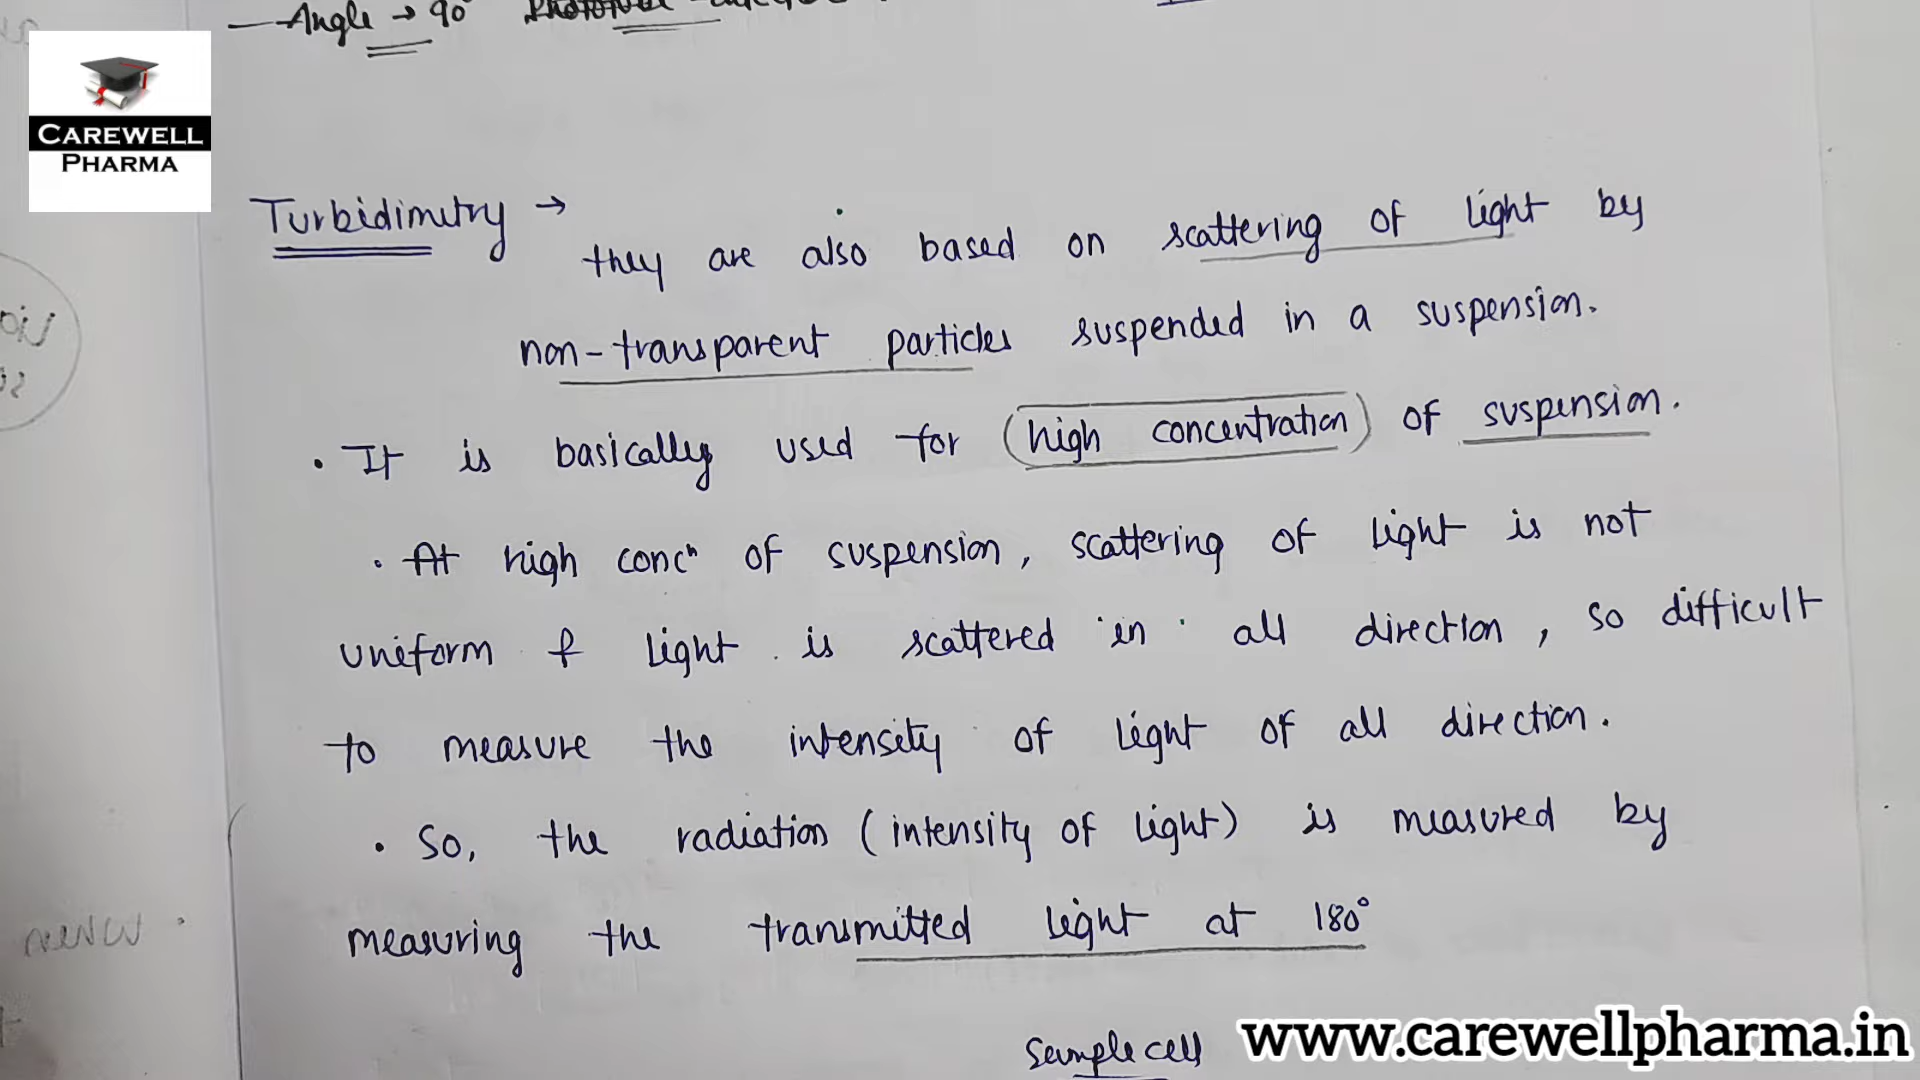 — Angle → 90°
CAREWELL
PHARMA
Turbidimetry →
they are also based on scattering of light by
non-transparent particles suspended in a suspension.
• It is basically used for (high concentration) of suspension.
• At high concⁿ of suspension, scattering of light is not
uniform & light is scattered in all direction, so difficult
to measure the intensity of light of all direction.
• So, the radiation (intensity of light) is measured by
measuring the transmitted light at 180°
Sample cell
www.carewellpharma.in